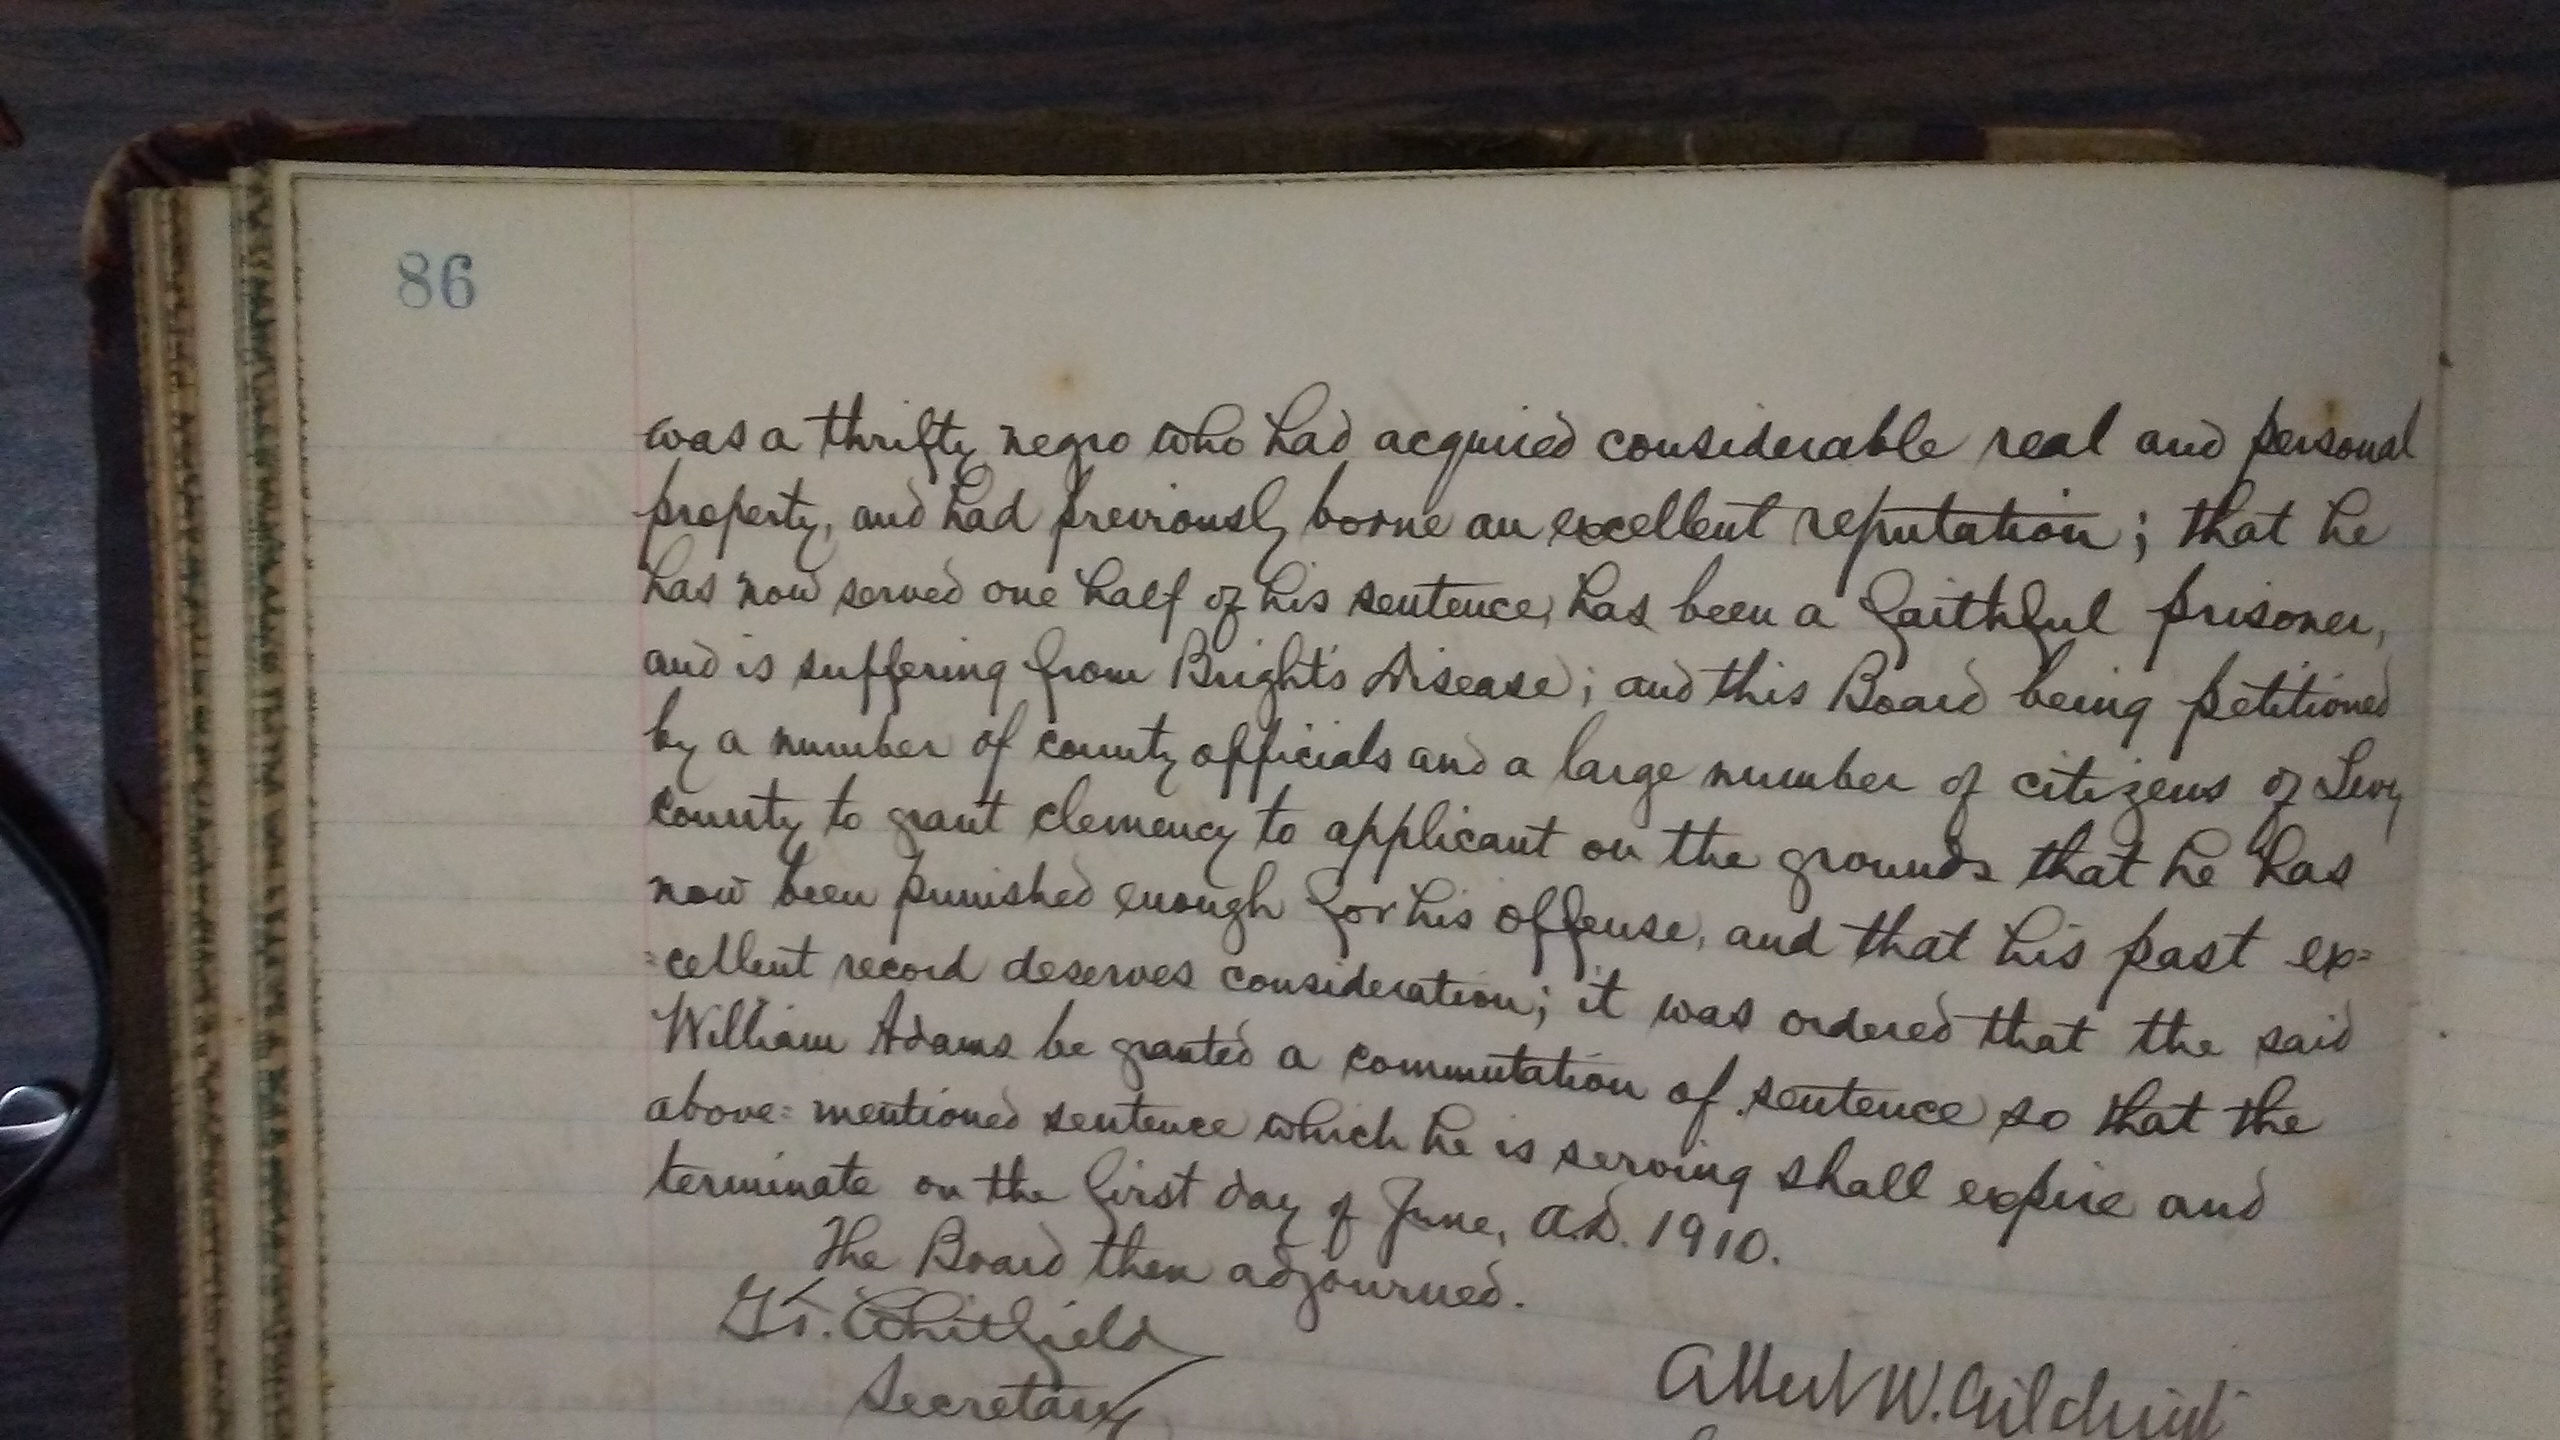 86
was a thrifty negro who had acquired considerable real and personal
property, and had previously borne an excellent reputation; that he
has now served one half of his sentence, has been a faithful prisoner,
and is suffering from Bright's Disease; and this Board being petitioned
by a number of county officials and a large number of citizens of Levy
county to grant clemency to applicant on the grounds that he has
now been punished enough for his offense, and that his past ex=
=cellent record deserves consideration; it was ordered that the said
William Adams be granted a commutation of sentence so that the
above=mentioned sentence which he is serving shall expire and
terminate on the first day of June, A.D. 1910.
The Board then adjourned.
G.T. Whitfield
Secretary
Albert W. Gilchrist